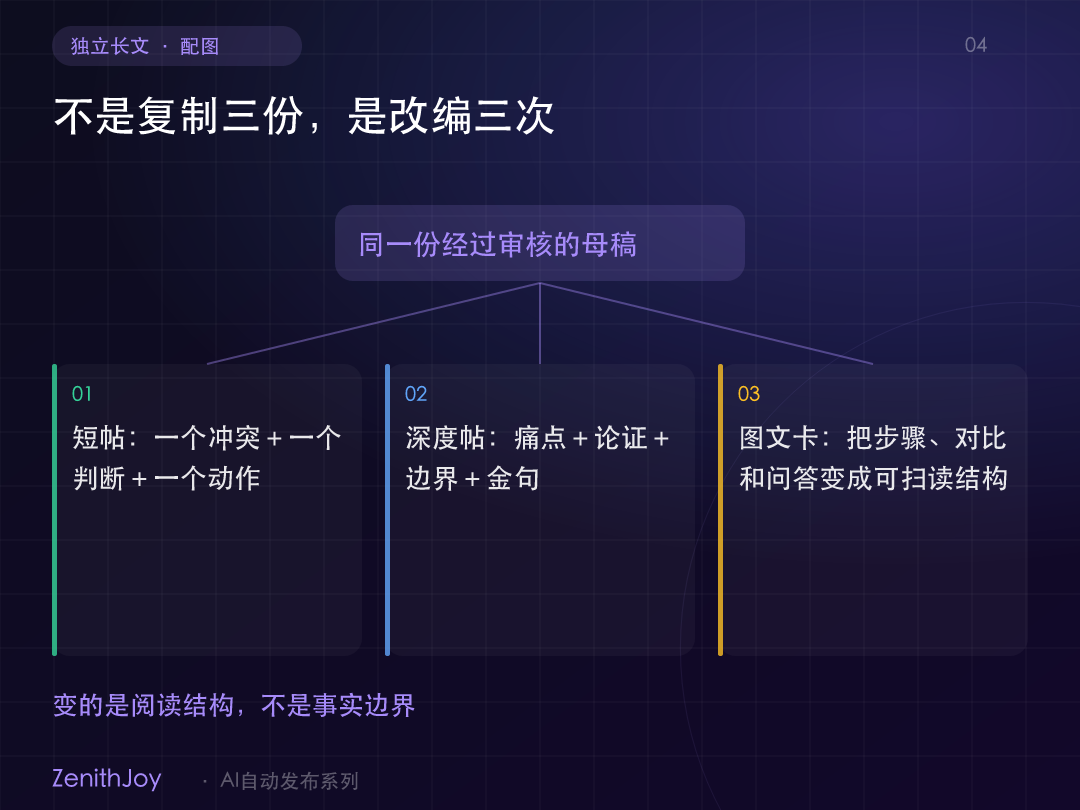 独立长文 · 配图
04
不是复制三份，是改编三次
同一份经过审核的母稿
01
短帖：一个冲突＋一个
判断＋一个动作
02
深度帖：痛点＋论证＋
边界＋金句
03
图文卡：把步骤、对比
和问答变成可扫读结构
变的是阅读结构，不是事实边界
ZenithJoy · AI自动发布系列